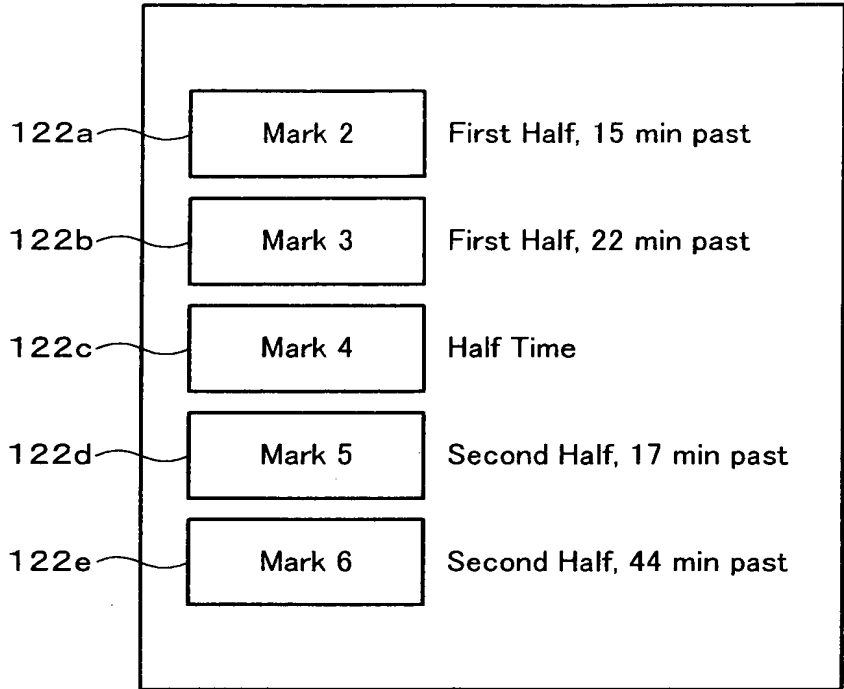 122a Mark 2 First Half, 15 min past
122b Mark 3 First Half, 22 min past
122c Mark 4 Half Time
122d Mark 5 Second Half, 17 min past
122e Mark 6 Second Half, 44 min past